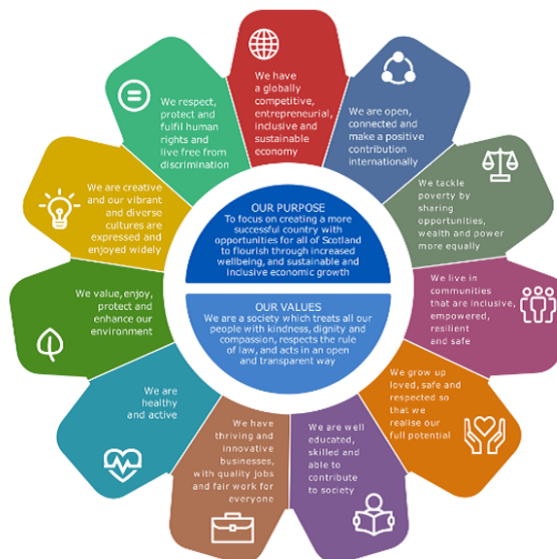 We have
a globally
competitive,
entrepreneurial,
inclusive and
sustainable
economy
We are open,
connected and
make a positive
contribution
internationally
We tackle
poverty by
sharing
opportunities,
wealth and power
more equally
We live in
communities
that are inclusive,
empowered,
resilient
and safe
We grow up
loved, safe and
respected so
that we
realise our
full potential
We are well
educated,
skilled and
able to
contribute
to society
We have
thriving and
innovative
businesses,
with quality jobs
and fair work for
everyone
We are
healthy
and active
We value, enjoy,
protect and
enhance our
environment
We are creative
and our vibrant
and diverse
cultures are
expressed and
enjoyed widely
We respect,
protect and
fulfil human
rights and
live free from
discrimination
OUR PURPOSE
To focus on creating a more
successful country with
opportunities for all of Scotland
to flourish through increased
wellbeing, and sustainable and
inclusive economic growth
OUR VALUES
We are a society which treats all our
people with kindness, dignity and
compassion, respects the rule
of law, and acts in an open
and transparent way